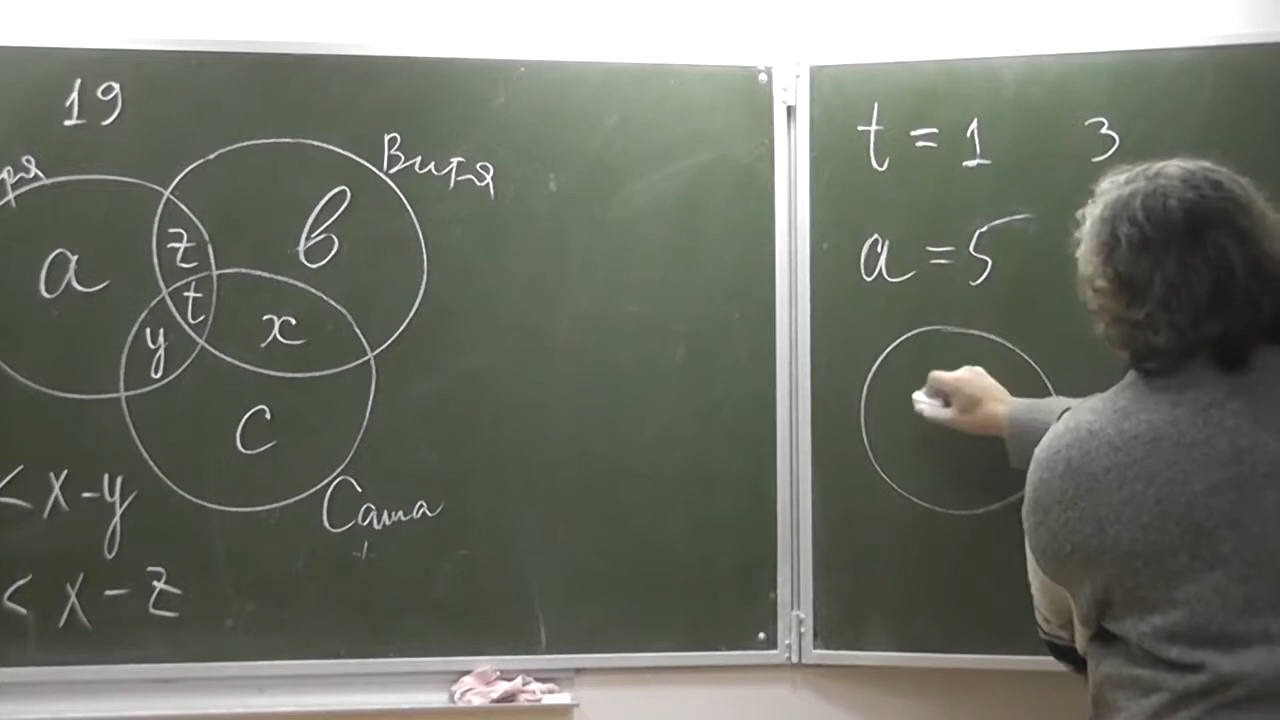 19
Витя
a
z
в
t
y
x
c
Саша
< x - y
< x - z
t = 1 3
a = 5